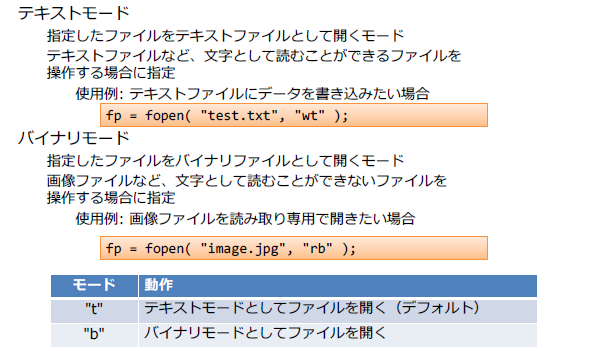 テキストモード
指定したファイルをテキストファイルとして開くモード
テキストファイルなど、文字として読むことができるファイルを
操作する場合に指定
使用例: テキストファイルにデータを書き込みたい場合
fp = fopen( "test.txt", "wt" );
バイナリモード
指定したファイルをバイナリファイルとして開くモード
画像ファイルなど、文字として読むことができないファイルを
操作する場合に指定
使用例: 画像ファイルを読み取り専用で開きたい場合
fp = fopen( "image.jpg", "rb" );
モード 動作
"t" テキストモードとしてファイルを開く（デフォルト）
"b" バイナリモードとしてファイルを開く